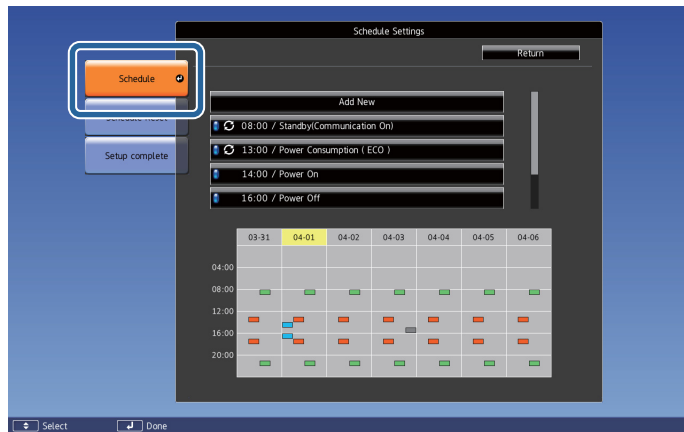 Schedule Settings
Return
Schedule
Add New
Schedule Reset
08:00 / Standby(Communication On)
Setup complete
13:00 / Power Consumption ( ECO )
14:00 / Power On
16:00 / Power Off
03-31 04-01 04-02 04-03 04-04 04-05 04-06
04:00
08:00
12:00
16:00
20:00
Select Done